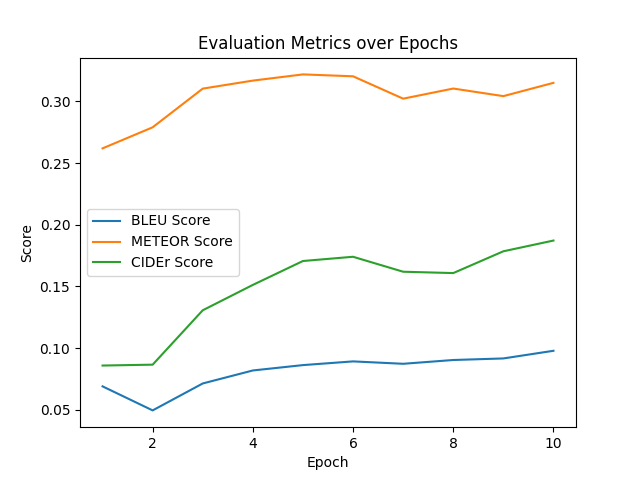 Evaluation Metrics over Epochs
Score
0.30
0.25
0.20
0.15
0.10
0.05
BLEU Score
METEOR Score
CIDEr Score
2 4 6 8 10
Epoch